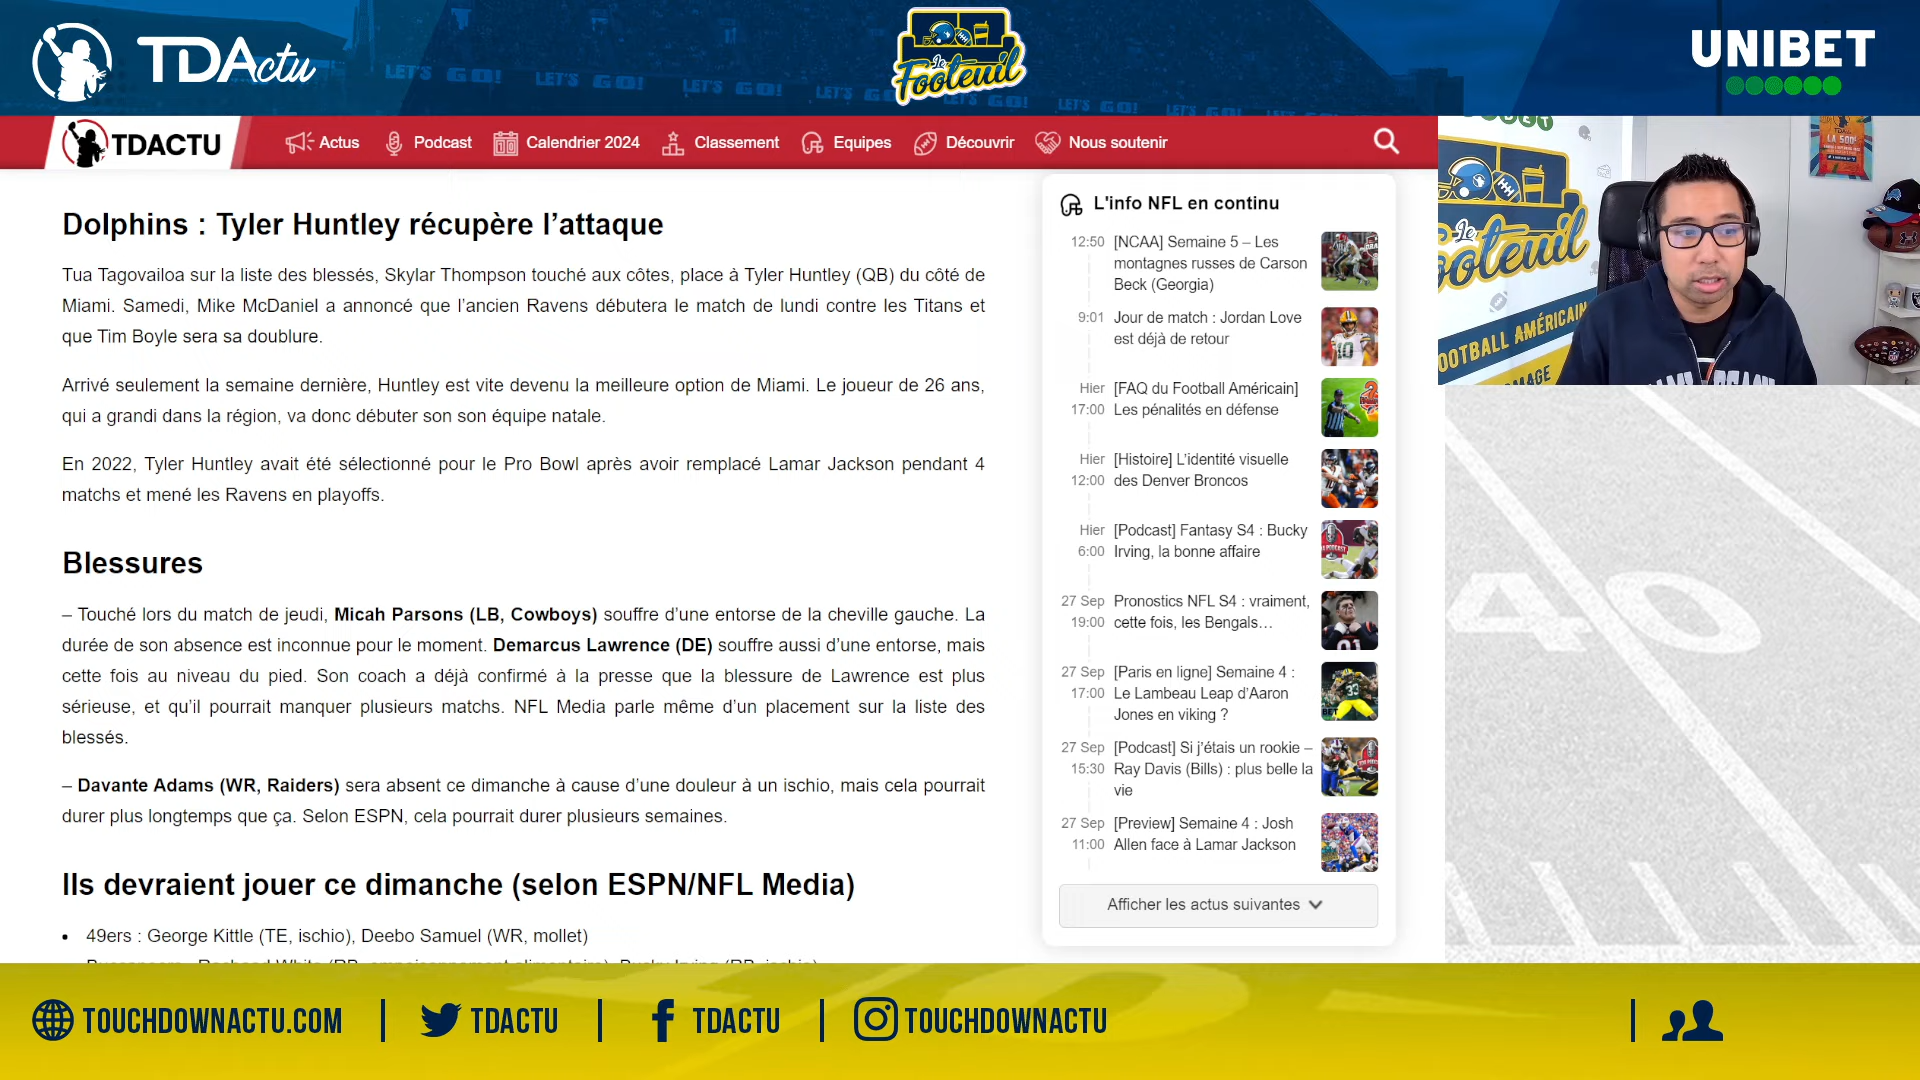 TDActu
Le
Footeuil
UNIBET
LET'S GO!
LET'S GO!
LET'S GO!
LET'S GO!
LET'S GO!
LET'S GO!
TDACTU
Actus
Podcast
Calendrier 2024
Classement
Equipes
Découvrir
Nous soutenir
Dolphins : Tyler Huntley récupère l’attaque
Tua Tagovailoa sur la liste des blessés, Skylar Thompson touché aux côtes, place à Tyler Huntley (QB) du côté de
Miami. Samedi, Mike McDaniel a annoncé que l’ancien Ravens débutera le match de lundi contre les Titans et
que Tim Boyle sera sa doublure.
Arrivé seulement la semaine dernière, Huntley est vite devenu la meilleure option de Miami. Le joueur de 26 ans,
qui a grandi dans la région, va donc débuter son son équipe natale.
En 2022, Tyler Huntley avait été sélectionné pour le Pro Bowl après avoir remplacé Lamar Jackson pendant 4
matchs et mené les Ravens en playoffs.
Blessures
– Touché lors du match de jeudi, Micah Parsons (LB, Cowboys) souffre d’une entorse de la cheville gauche. La
durée de son absence est inconnue pour le moment. Demarcus Lawrence (DE) souffre aussi d’une entorse, mais
cette fois au niveau du pied. Son coach a déjà confirmé à la presse que la blessure de Lawrence est plus
sérieuse, et qu’il pourrait manquer plusieurs matchs. NFL Media parle même d’un placement sur la liste des
blessés.
– Davante Adams (WR, Raiders) sera absent ce dimanche à cause d’une douleur à un ischio, mais cela pourrait
durer plus longtemps que ça. Selon ESPN, cela pourrait durer plusieurs semaines.
Ils devraient jouer ce dimanche (selon ESPN/NFL Media)
• 49ers : George Kittle (TE, ischio), Deebo Samuel (WR, mollet)
L'info NFL en continu
12:50 [NCAA] Semaine 5 – Les
montagnes russes de Carson
Beck (Georgia)
9:01 Jour de match : Jordan Love
est déjà de retour
Hier [FAQ du Football Américain]
17:00 Les pénalités en défense
Hier [Histoire] L’identité visuelle
12:00 des Denver Broncos
Hier [Podcast] Fantasy S4 : Bucky
6:00 Irving, la bonne affaire
27 Sep Pronostics NFL S4 : vraiment,
19:00 cette fois, les Bengals…
27 Sep [Paris en ligne] Semaine 4 :
17:00 Le Lambeau Leap d’Aaron
Jones en viking ?
27 Sep [Podcast] Si j’étais un rookie –
15:30 Ray Davis (Bills) : plus belle la
vie
27 Sep [Preview] Semaine 4 : Josh
11:00 Allen face à Lamar Jackson
Afficher les actus suivantes
Le
ooteuil
OOTBALL AMÉRICAIN
MAGE
LA 500
40
TOUCHDOWNACTU.COM
TDACTU
TDACTU
TOUCHDOWNACTU